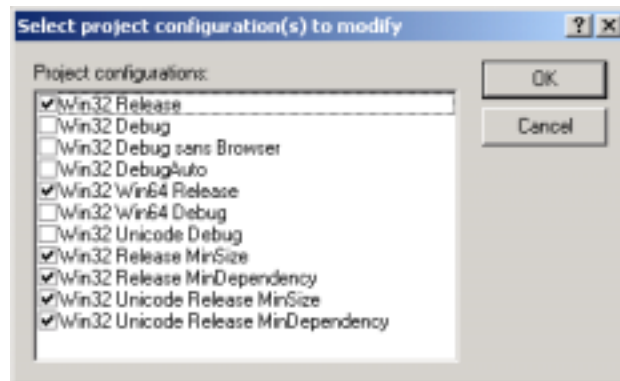 Select project configuration(s) to modify
Project configurations:
OK
Win32 Release
Cancel
Win32 Debug
Win32 Debug sans Browser
Win32 DebugAuto
Win32 Win64 Release
Win32 Win64 Debug
Win32 Unicode Debug
Win32 Release MinSize
Win32 Release MinDependency
Win32 Unicode Release MinSize
Win32 Unicode Release MinDependency